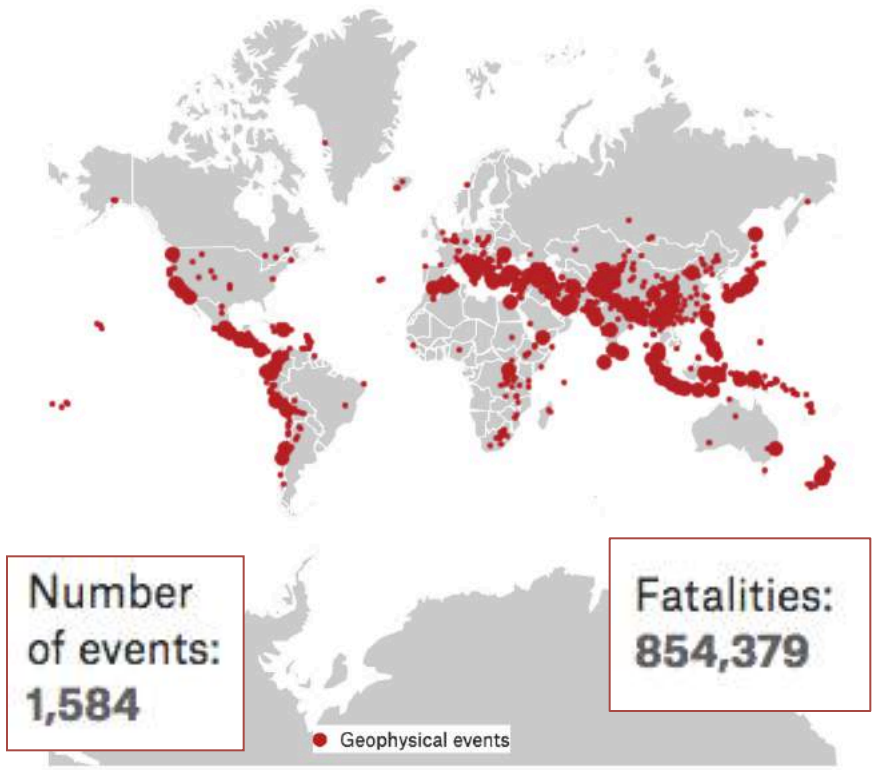 Number
of events:
1,584
Fatalities:
854,379
Geophysical events